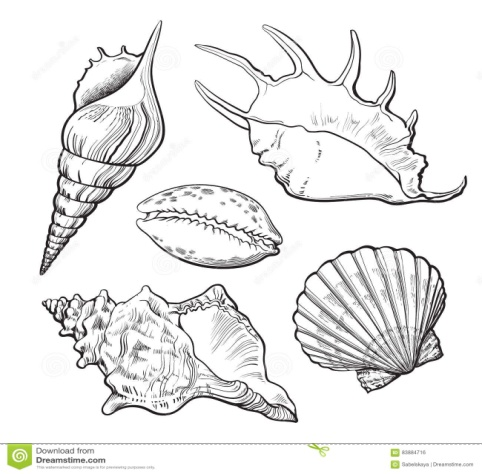 Download from
Dreamstime.com
This watermarked comp image is for previewing purposes only.
83884716
Sabelskaya | Dreamstime.com